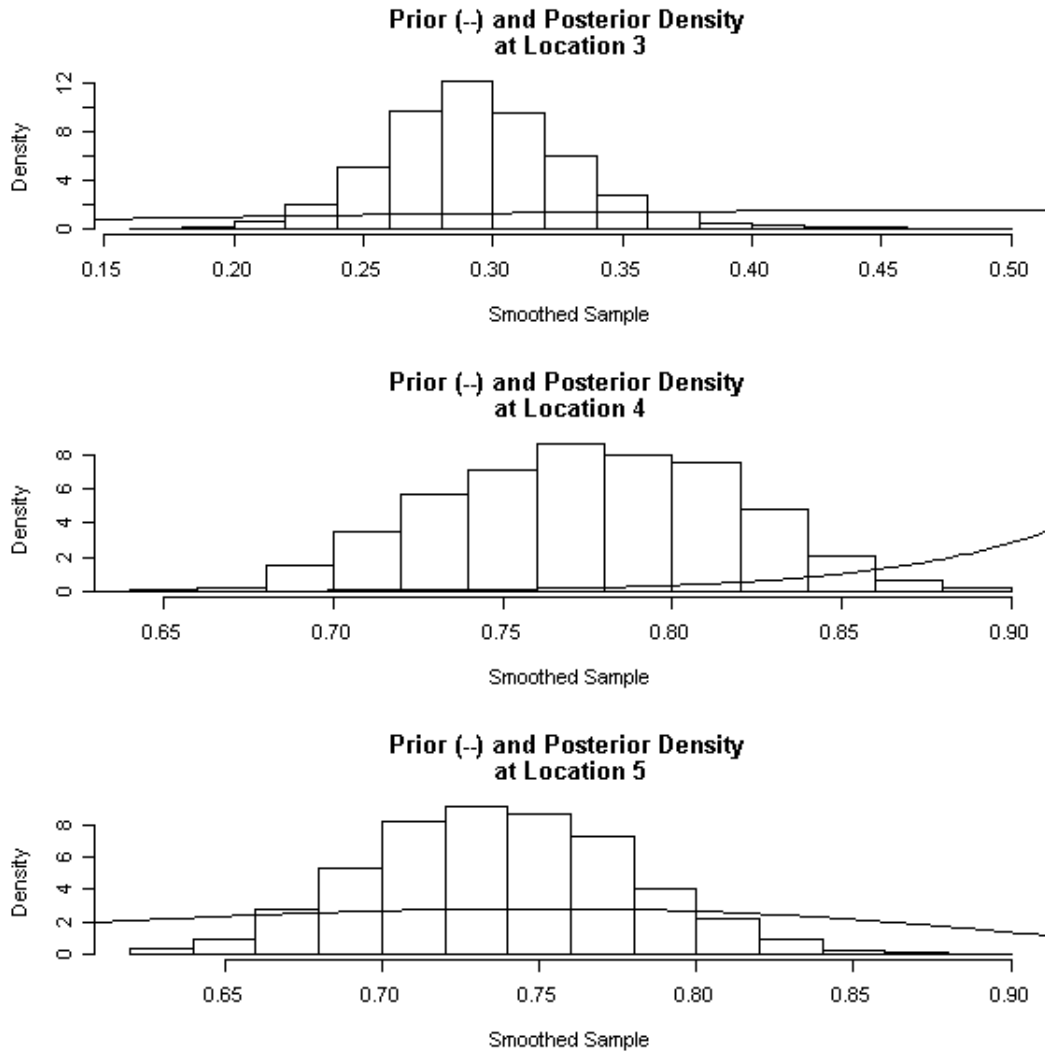 Prior (--) and Posterior Density
at Location 3
Density
12
8
4
0
0.15 0.20 0.25 0.30 0.35 0.40 0.45 0.50
Smoothed Sample
Prior (--) and Posterior Density
at Location 4
Density
8
6
4
2
0
0.65 0.70 0.75 0.80 0.85 0.90
Smoothed Sample
Prior (--) and Posterior Density
at Location 5
Density
8
6
4
2
0
0.65 0.70 0.75 0.80 0.85 0.90
Smoothed Sample